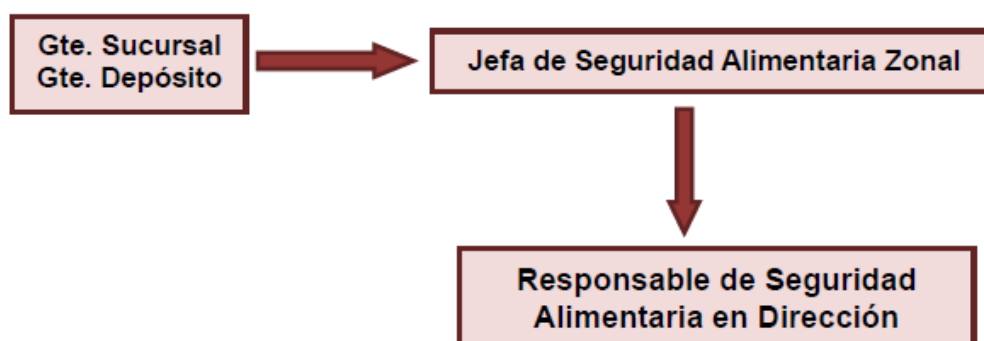 Gte. Sucursal
Gte. Depósito
Jefa de Seguridad Alimentaria Zonal
Responsable de Seguridad
Alimentaria en Dirección